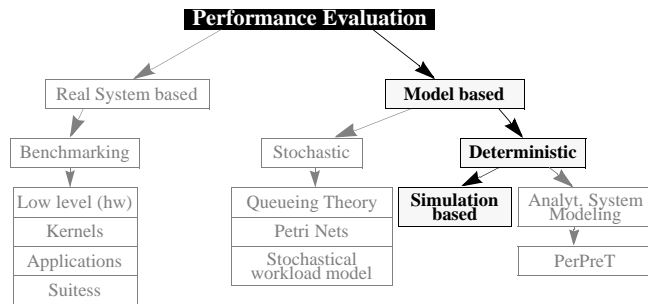 Performance Evaluation
Real System based
Model based
Benchmarking
Stochastic
Deterministic
Low level (hw)
Kernels
Applications
Suitess
Queueing Theory
Petri Nets
Stochastical
workload model
Simulation
based
Analyt. System
Modeling
PerPreT